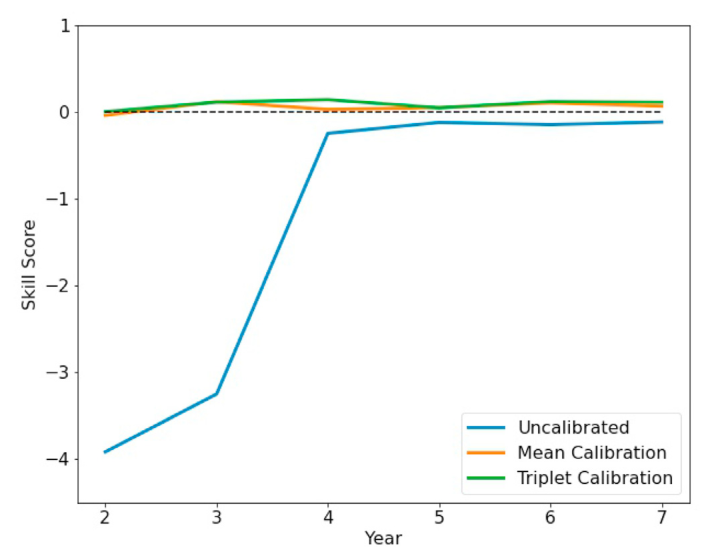 1
0
−1
−2
−3
−4
Skill Score
Uncalibrated
Mean Calibration
Triplet Calibration
2 3 4 5 6 7
Year